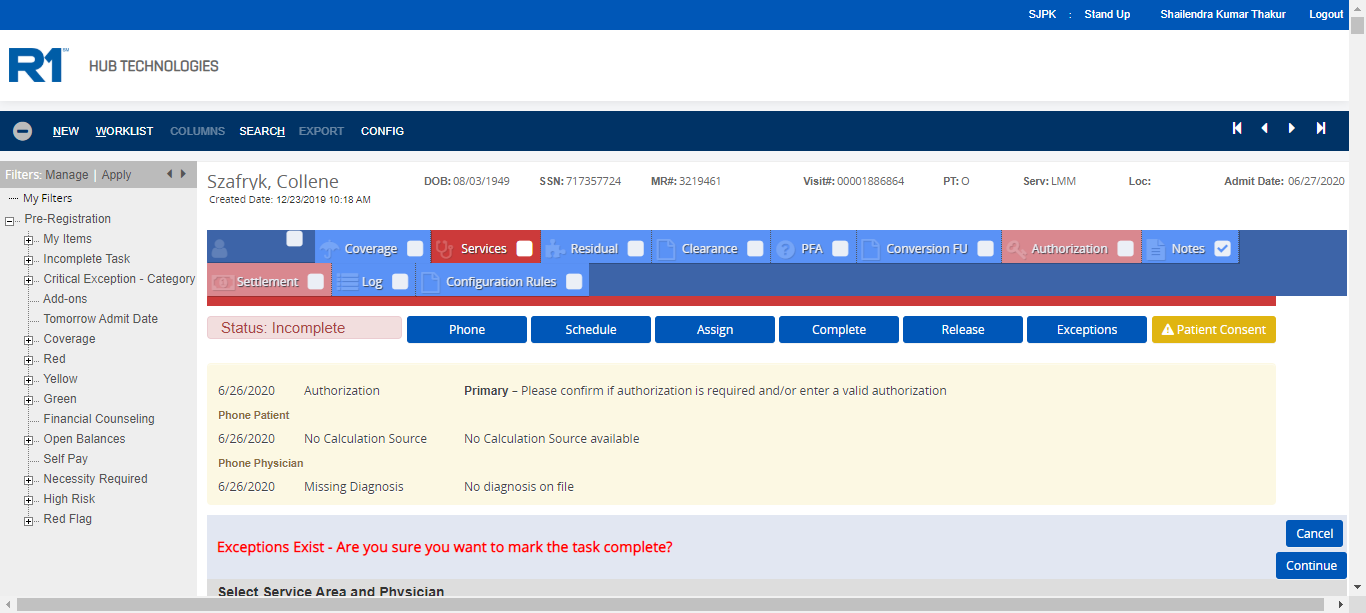 SJPK : Stand Up Shailendra Kumar Thakur Logout
R1 HUB TECHNOLOGIES
NEW WORKLIST COLUMNS SEARCH EXPORT CONFIG
Filters: Manage | Apply
My Filters
Pre-Registration
My Items
Incomplete Task
Critical Exception - Category
Add-ons
Tomorrow Admit Date
Coverage
Red
Yellow
Green
Financial Counseling
Open Balances
Self Pay
Necessity Required
High Risk
Red Flag
Szafryk, Collene DOB: 08/03/1949 SSN: 717357724 MR#: 3219461 Visit#: 00001886864 PT: O Serv: LMM Loc: Admit Date: 06/27/2020
Created Date: 12/23/2019 10:18 AM
Coverage Services Residual Clearance PFA Conversion FU Authorization Notes
Settlement Log Configuration Rules
Status: Incomplete Phone Schedule Assign Complete Release Exceptions Patient Consent
6/26/2020 Authorization Primary – Please confirm if authorization is required and/or enter a valid authorization
Phone Patient
6/26/2020 No Calculation Source No Calculation Source available
Phone Physician
6/26/2020 Missing Diagnosis No diagnosis on file
Cancel
Exceptions Exist - Are you sure you want to mark the task complete?
Continue
Select Service Area and Physician